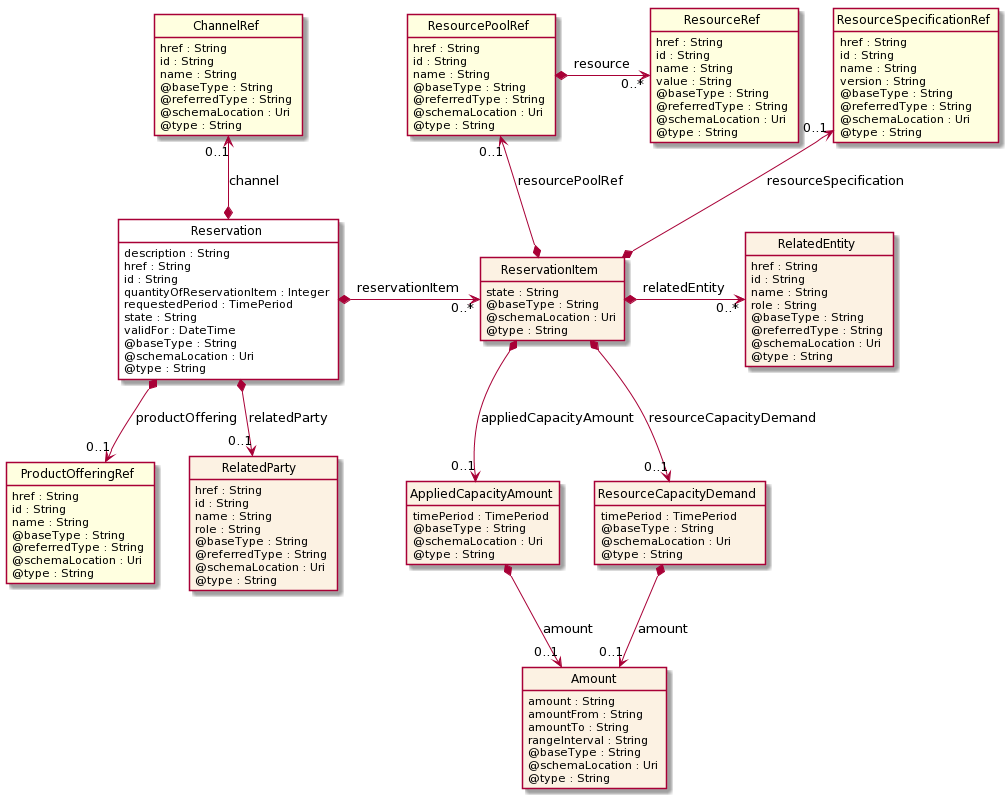 ChannelRef
href : String
id : String
name : String
@baseType : String
@referredType : String
@schemaLocation : Uri
@type : String
ResourcePoolRef
href : String
id : String
name : String
@baseType : String
@referredType : String
@schemaLocation : Uri
@type : String
resource
0..*
ResourceRef
href : String
id : String
name : String
value : String
@baseType : String
@referredType : String
@schemaLocation : Uri
@type : String
ResourceSpecificationRef
href : String
id : String
name : String
version : String
@baseType : String
@referredType : String
@schemaLocation : Uri
@type : String
0..1
channel
0..1
resourcePoolRef
0..1
resourceSpecification
Reservation
description : String
href : String
id : String
quantityOfReservationItem : Integer
requestedPeriod : TimePeriod
state : String
validFor : DateTime
@baseType : String
@schemaLocation : Uri
@type : String
reservationItem
0..*
ReservationItem
state : String
@baseType : String
@schemaLocation : Uri
@type : String
relatedEntity
0..*
RelatedEntity
href : String
id : String
name : String
role : String
@baseType : String
@referredType : String
@schemaLocation : Uri
@type : String
productOffering
0..1
relatedParty
0..1
appliedCapacityAmount
0..1
resourceCapacityDemand
0..1
ProductOfferingRef
href : String
id : String
name : String
@baseType : String
@referredType : String
@schemaLocation : Uri
@type : String
RelatedParty
href : String
id : String
name : String
role : String
@baseType : String
@referredType : String
@schemaLocation : Uri
@type : String
AppliedCapacityAmount
timePeriod : TimePeriod
@baseType : String
@schemaLocation : Uri
@type : String
ResourceCapacityDemand
timePeriod : TimePeriod
@baseType : String
@schemaLocation : Uri
@type : String
amount
0..1
amount
0..1
Amount
amount : String
amountFrom : String
amountTo : String
rangeInterval : String
@baseType : String
@schemaLocation : Uri
@type : String